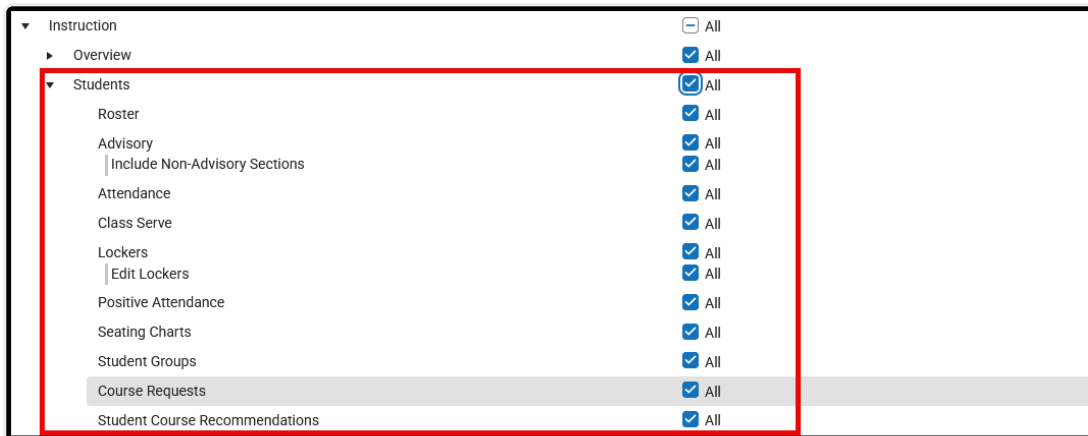 Instruction All
Overview All
Students All
Roster All
Advisory All
Include Non-Advisory Sections All
Attendance All
Class Serve All
Lockers All
Edit Lockers All
Positive Attendance All
Seating Charts All
Student Groups All
Course Requests All
Student Course Recommendations All